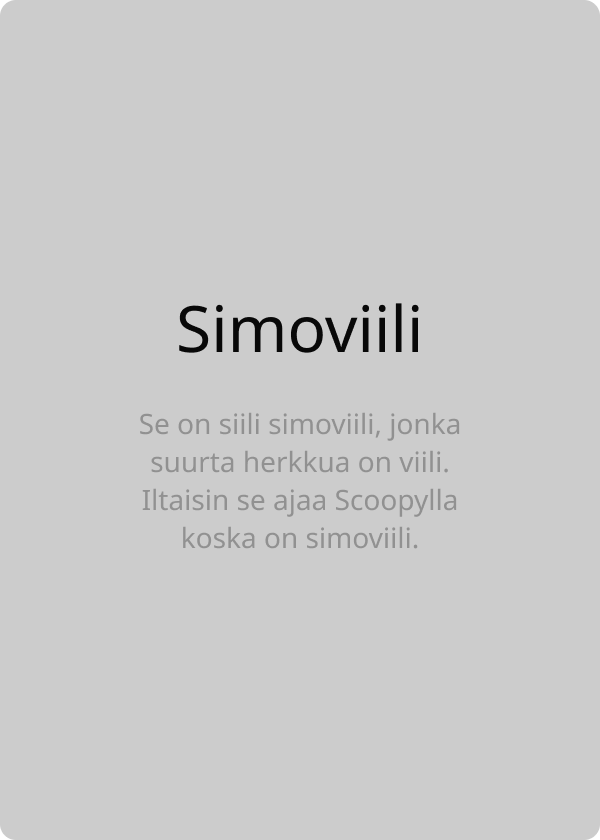 Simoviili
Se on siili simoviili, jonka
suurta herkkua on viili.
Iltaisin se ajaa Scoopylla
koska on simoviili.